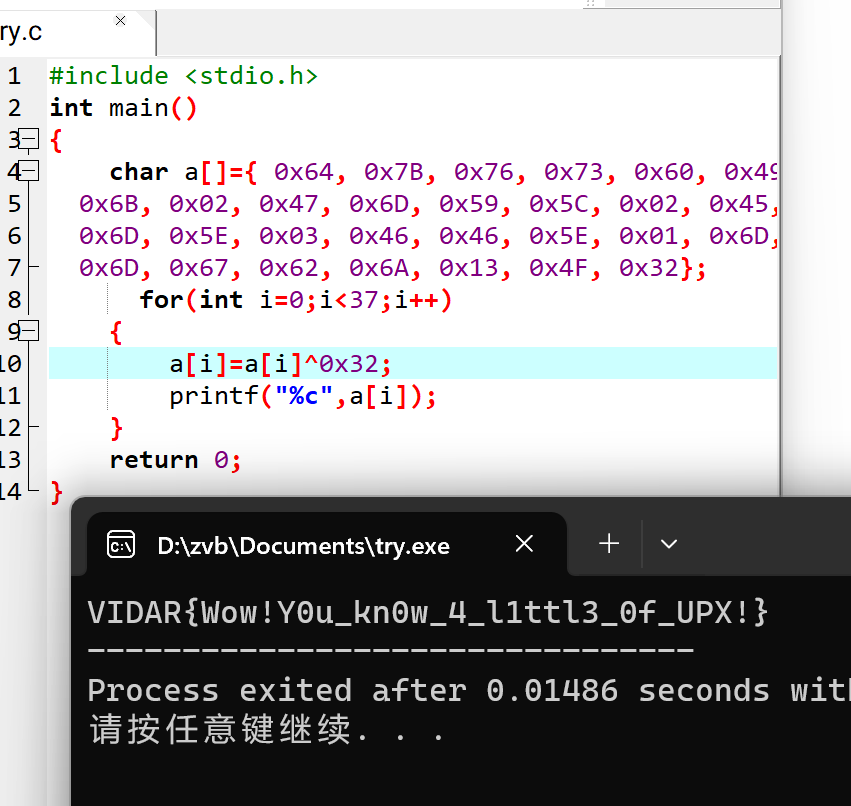 ry.c
1 #include <stdio.h>
2 int main()
3 {
4 char a[]={ 0x64, 0x7B, 0x76, 0x73, 0x60, 0x49
5 0x6B, 0x02, 0x47, 0x6D, 0x59, 0x5C, 0x02, 0x45,
6 0x6D, 0x5E, 0x03, 0x46, 0x46, 0x5E, 0x01, 0x6D,
7 0x6D, 0x67, 0x62, 0x6A, 0x13, 0x4F, 0x32};
8 for(int i=0;i<37;i++)
9 {
10 a[i]=a[i]^0x32;
11 printf("%c",a[i]);
12 }
13 return 0;
14 }
D:\zvb\Documents\try.exe
VIDAR{Wow!Y0u_kn0w_4_l1ttl3_0f_UPX!}
--------------------------------
Process exited after 0.01486 seconds with
请按任意键继续. . .